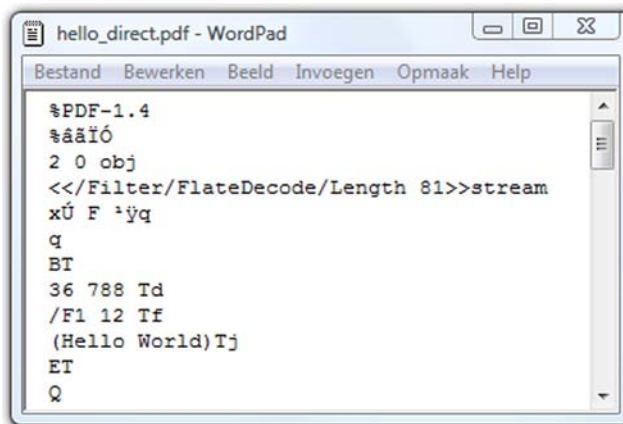 hello_direct.pdf - WordPad
Bestand Bewerken Beeld Invoegen Opmaak Help
%PDF-1.4
%âãÏÓ
2 0 obj
<</Filter/FlateDecode/Length 81>>stream
xÚ F ¹ÿq
q
BT
36 788 Td
/F1 12 Tf
(Hello World)Tj
ET
Q